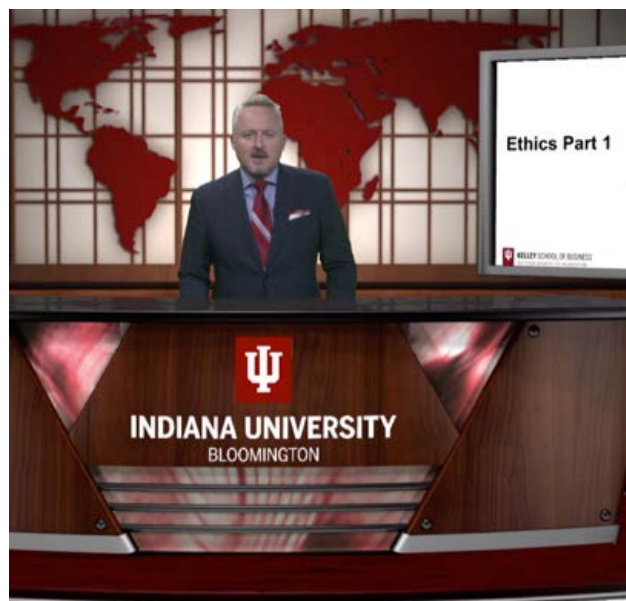 Ethics Part 1
KELLEY SCHOOL OF BUSINESS
INDIANA UNIVERSITY
BLOOMINGTON